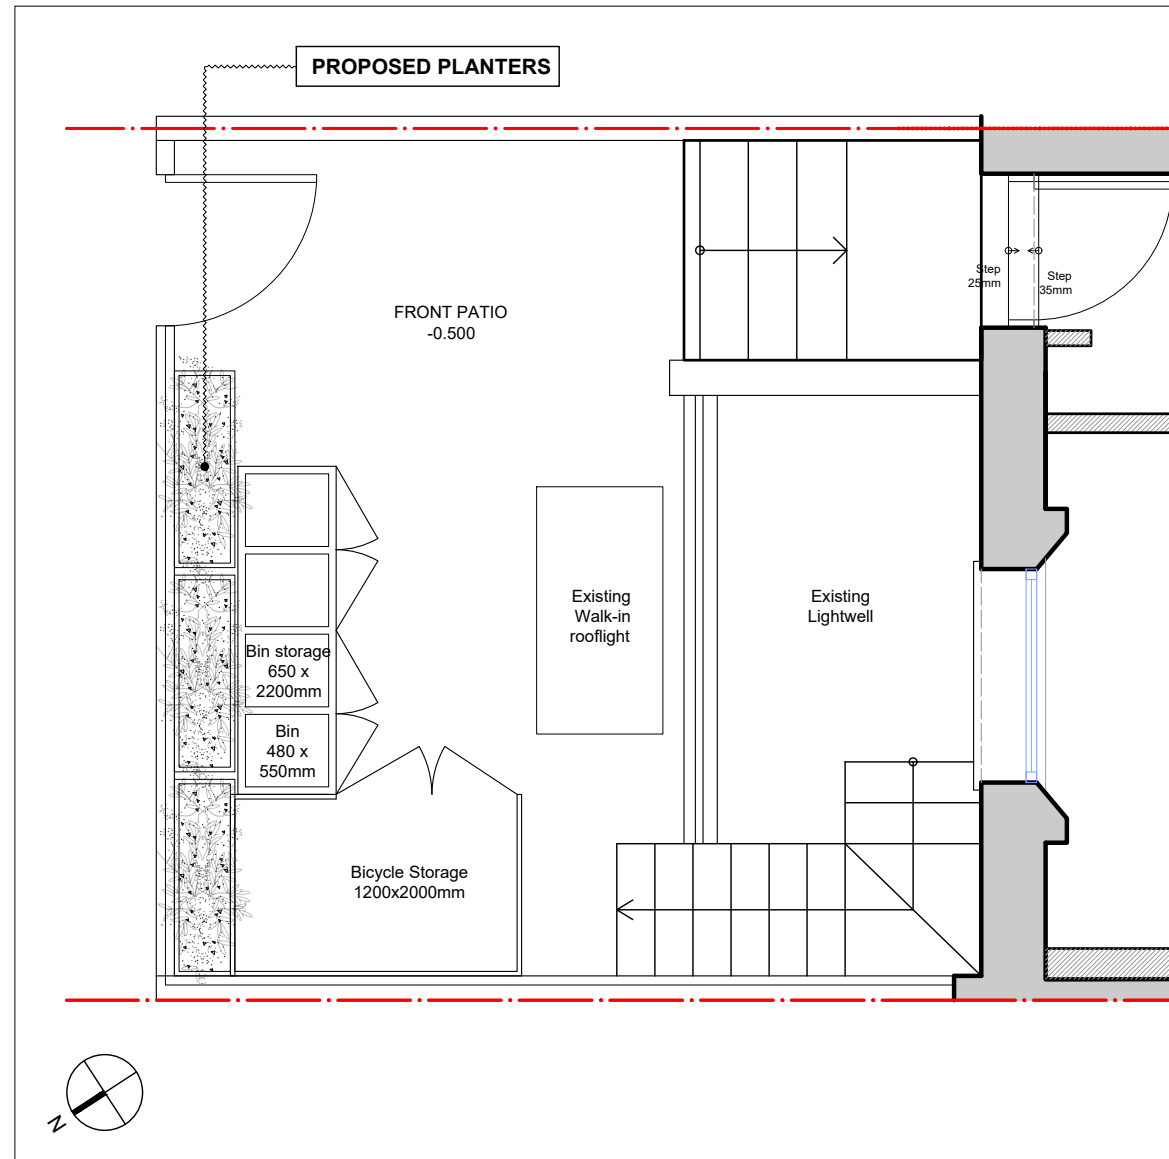 PROPOSED PLANTERS
FRONT PATIO
-0.500
Step
25mm
Step
35mm
Existing
Walk-in
rooflight
Existing
Lightwell
Bin storage
650 x
2200mm
Bin
480 x
550mm
Bicycle Storage
1200x2000mm
N